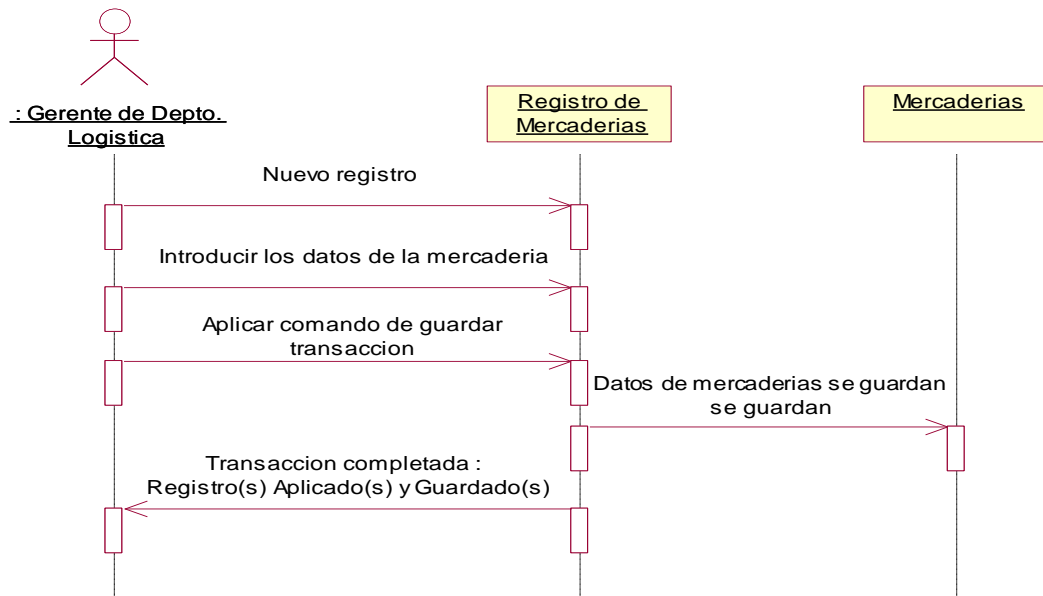 : Gerente de Depto.
Logistica
Registro de
Mercaderias
Mercaderias
Nuevo registro
Introducir los datos de la mercaderia
Aplicar comando de guardar
transaccion
Datos de mercaderias se guardan
se guardan
Transaccion completada :
Registro(s) Aplicado(s) y Guardado(s)